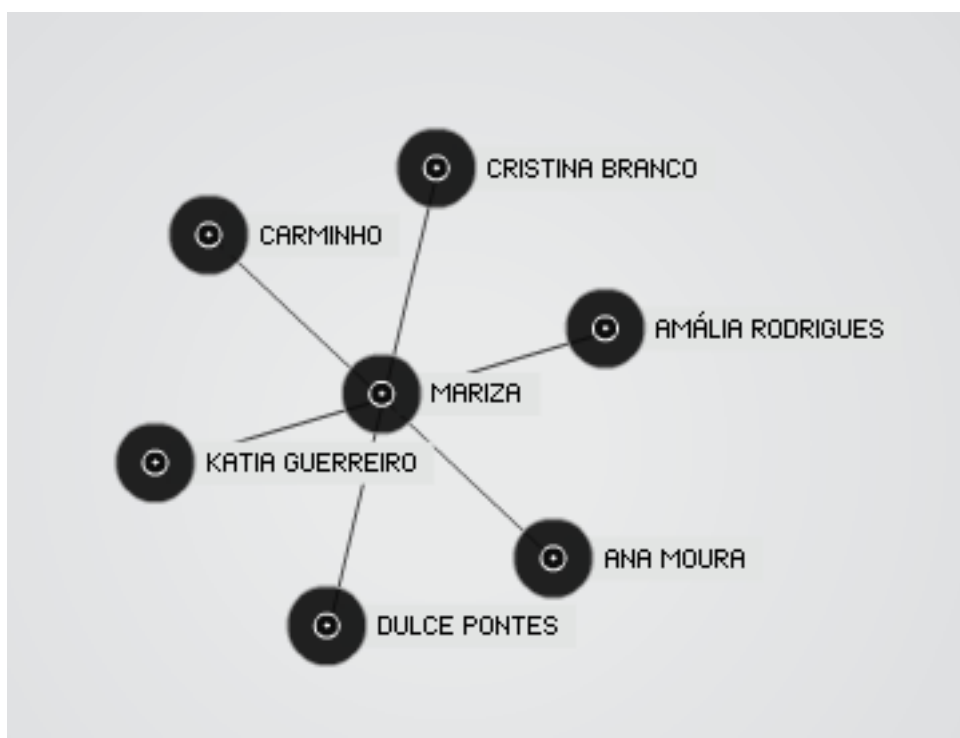 CRISTINA BRANCO
CARMINHO
AMÁLIA RODRIGUES
MARIZA
KATIA GUERREIRO
ANA MOURA
DULCE PONTES